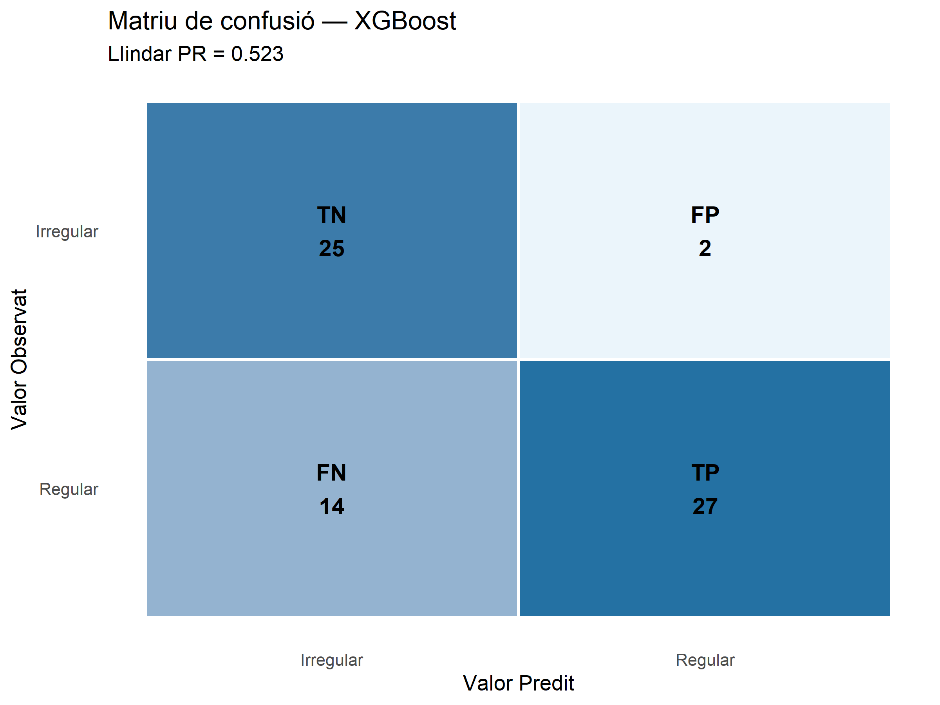 Matriu de confusió — XGBoost
Llindar PR = 0.523
TN
25
FP
2
Irregular
Valor Observat
FN
14
TP
27
Regular
Irregular
Regular
Valor Predit